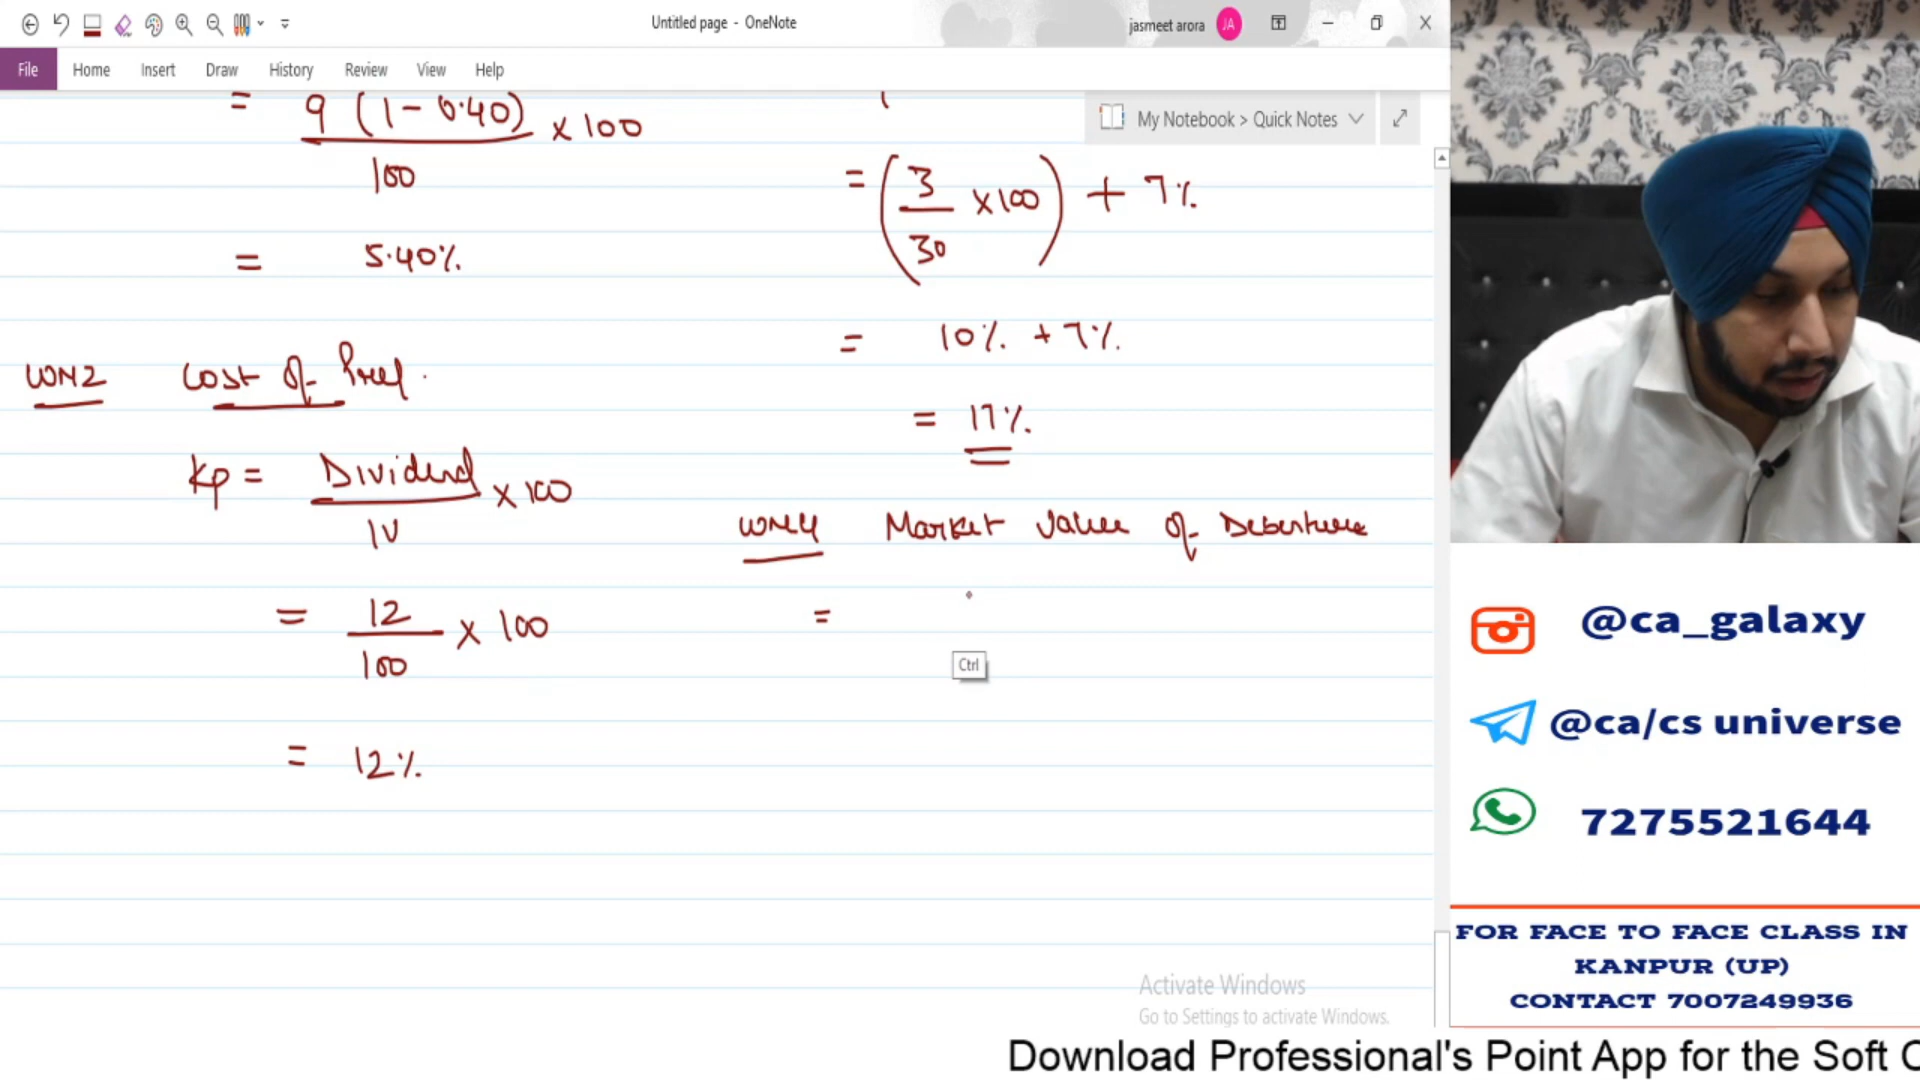 Untitled page - OneNote
jasmeet arora
JA
File Home Insert Draw History Review View Help
My Notebook > Quick Notes
= 9 (1 - 0.40) / 100 x 100
= 5.40%
WN2 Cost of Pref.
Kp = Dividend / IV x 100
= 12 / 100 x 100
= 12%
= (3 / 30 x 100) + 7%
= 10% + 7%
= 17%
WN4 Market Value of Debenture
=
Ctrl
Activate Windows
Go to Settings to activate Windows.
@ca_galaxy
@ca/cs universe
7275521644
FOR FACE TO FACE CLASS IN
KANPUR (UP)
CONTACT 7007249936
Download Professional's Point App for the Soft C